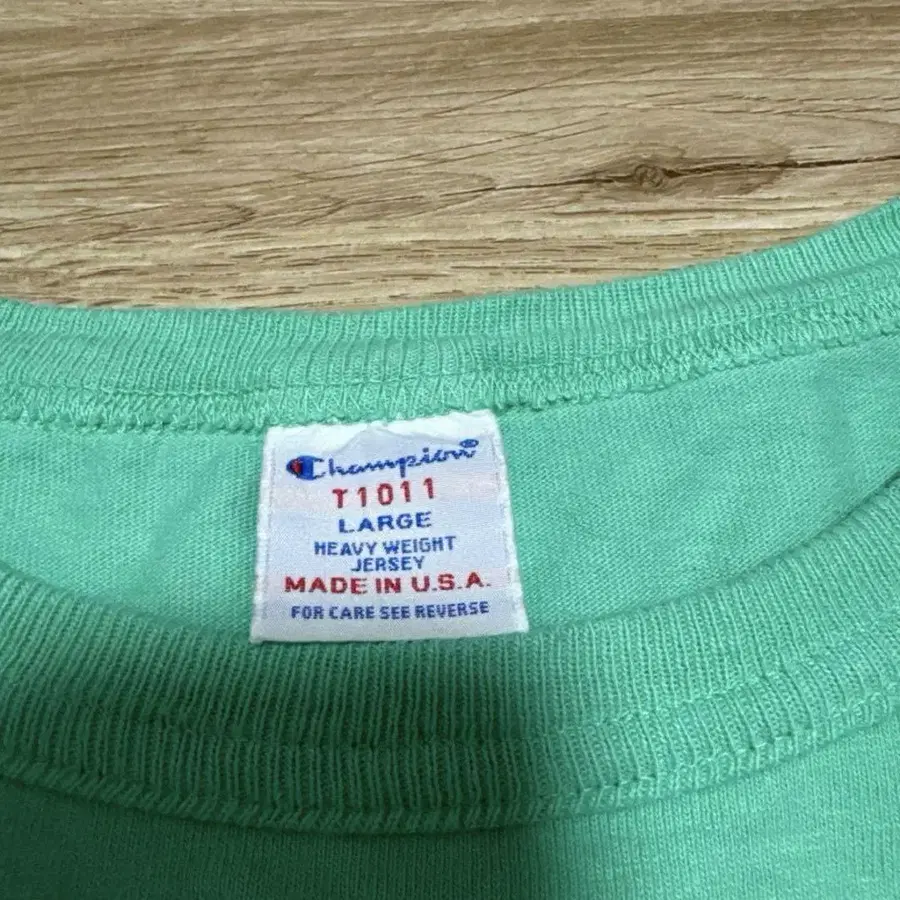 Champion®
T1011
LARGE
HEAVY WEIGHT
JERSEY
MADE IN U.S.A.
FOR CARE SEE REVERSE